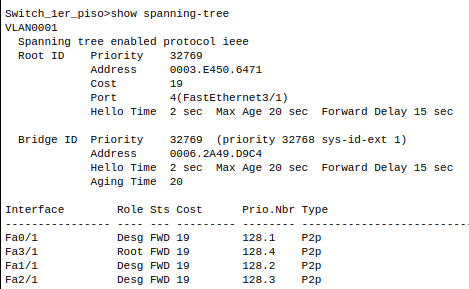 Switch_1er_piso>show spanning-tree
VLAN0001
  Spanning tree enabled protocol ieee
  Root ID    Priority    32769
             Address     0003.E450.6471
             Cost        19
             Port        4(FastEthernet3/1)
             Hello Time  2 sec  Max Age 20 sec  Forward Delay 15 sec

  Bridge ID  Priority    32769  (priority 32768 sys-id-ext 1)
             Address     0006.2A49.D9C4
             Hello Time  2 sec  Max Age 20 sec  Forward Delay 15 sec
             Aging Time  20

Interface        Role Sts Cost      Prio.Nbr Type
---------------- ---- --- --------- -------- --------------------------
Fa0/1            Desg FWD 19        128.1    P2p
Fa3/1            Root FWD 19        128.4    P2p
Fa1/1            Desg FWD 19        128.2    P2p
Fa2/1            Desg FWD 19        128.3    P2p